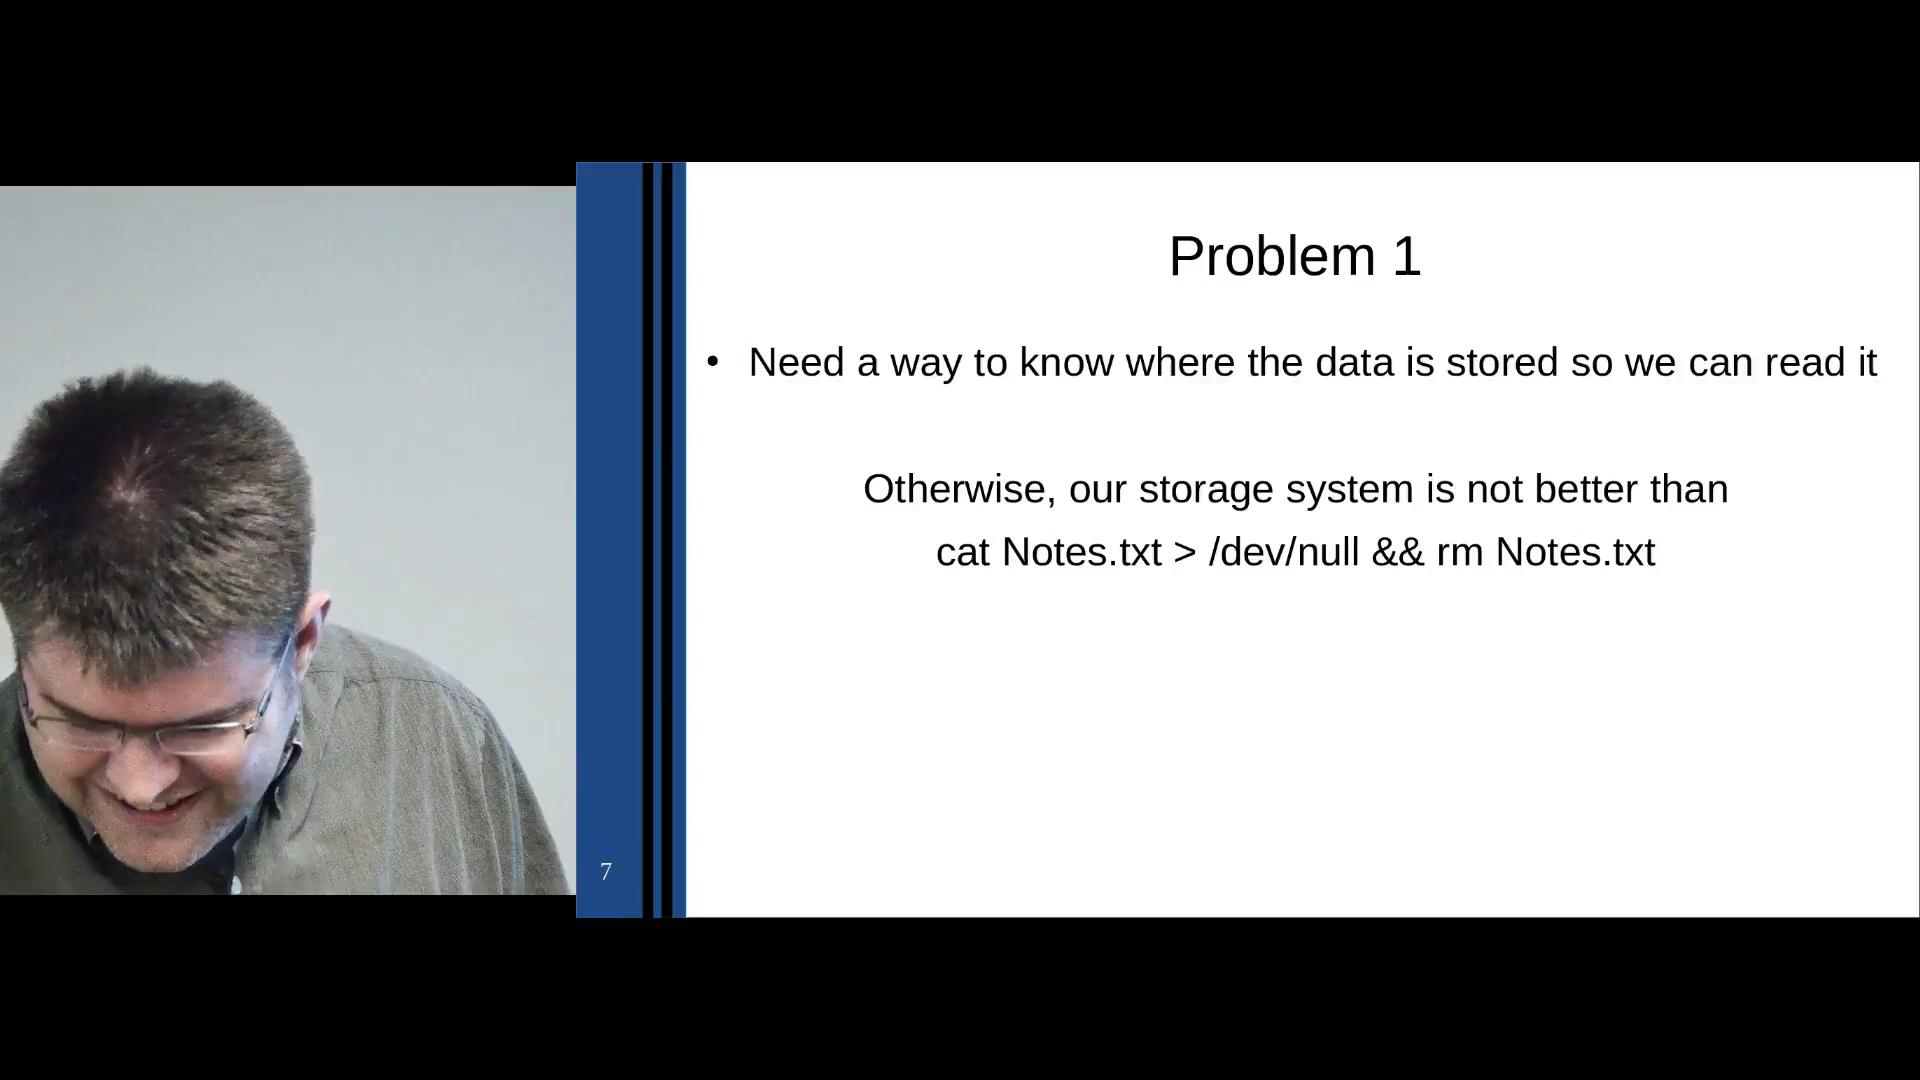 Problem 1
• Need a way to know where the data is stored so we can read it
Otherwise, our storage system is not better than
cat Notes.txt > /dev/null && rm Notes.txt
7